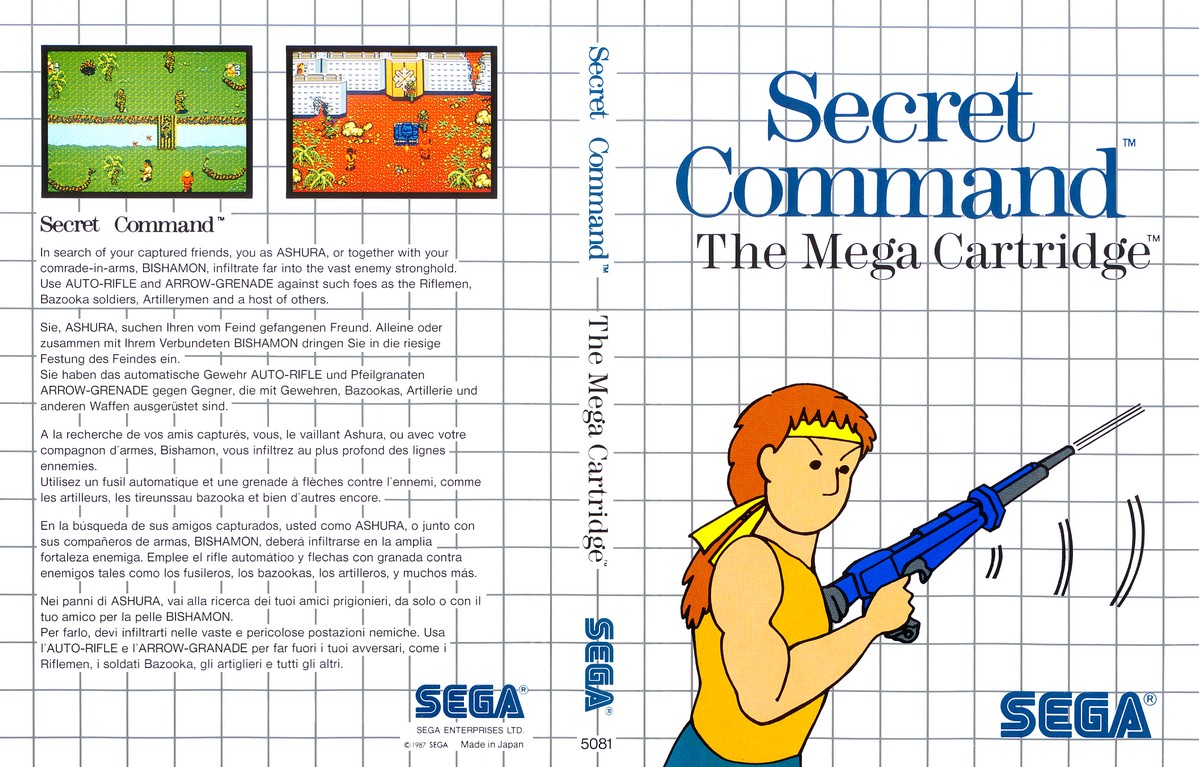 Secret Command™
In search of your captured friends, you as ASHURA, or together with your
comrade-in-arms, BISHAMON, infiltrate far into the vast enemy stronghold.
Use AUTO-RIFLE and ARROW-GRENADE against such foes as the Riflemen,
Bazooka soldiers, Artillerymen and a host of others.
Sie, ASHURA, suchen Ihren vom Feind gefangenen Freund. Alleine oder
zusammen mit Ihrem Verbundeten BISHAMON dringen Sie in die riesige
Festung des Feindes ein.
Sie haben das automatische Gewehr AUTO-RIFLE und Pfeilgranaten
ARROW-GRENADE gegen Gegner, die mit Gewehren, Bazookas, Artillerie und
anderen Waffen ausgerüstet sind.
A la recherche de vos amis capturés, vous, le vaillant Ashura, ou avec votre
compagnon d'armes, Bishamon, vous infiltrez au plus profond des lignes
ennemies.
Utilisez un fusil automatique et une grenade à flèches contre l'ennemi, comme
les artilleurs, les tireunssau bazooka et bien d'autres encore.
En la búsqueda de sus amigos capturados, usted como ASHURA, o junto con
sus compañeros de armas, BISHAMON, deberá infiltrarse en la amplia
fortaleza enemiga. Emplee el rifle automátioo y flechas con granada contra
enemigos tales como los fusileros, los bazookas, los artilleros, y muchos más.
Nei panni di ASHURA, vai alla ricerca dei tuoi amici prigionieri, da solo o con il
tuo amico per la pelle BISHAMON.
Per farlo, devi infiltrarti nelle vaste e pericolose postazioni nemiche. Usa
l'AUTO-RIFLE e l'ARROW-GRANADE per far fuori i tuoi avversari, come i
Riflemen, i soldati Bazooka, gli artiglieri e tutti gli altri.
SEGA®
SEGA ENTERPRISES LTD.
© 1987 SEGA Made in Japan
Secret Command™
The Mega Cartridge™
SEGA®
5081
Secret
Command™
The Mega Cartridge™
SEGA®